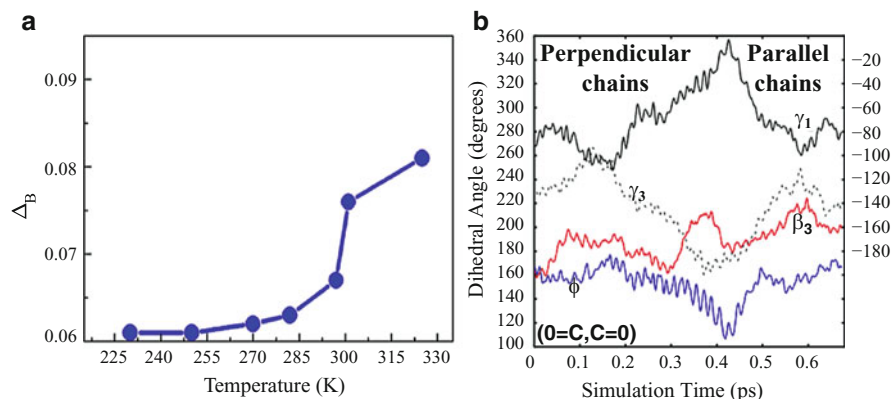 a
0.09
0.08
0.07
0.06
Δ_B
225 240 255 270 285 300 315 330
Temperature (K)
b
Perpendicular chains
Parallel chains
360
340
320
300
280
260
240
220
200
180
160
140
120
100
Dihedral Angle (degrees)
−20
−40
−60
−80
−100
−120
−140
−160
−180
γ₁
γ₃
β₃
ϕ
(0=C,C=0)
0 0.1 0.2 0.3 0.4 0.5 0.6
Simulation Time (ps)